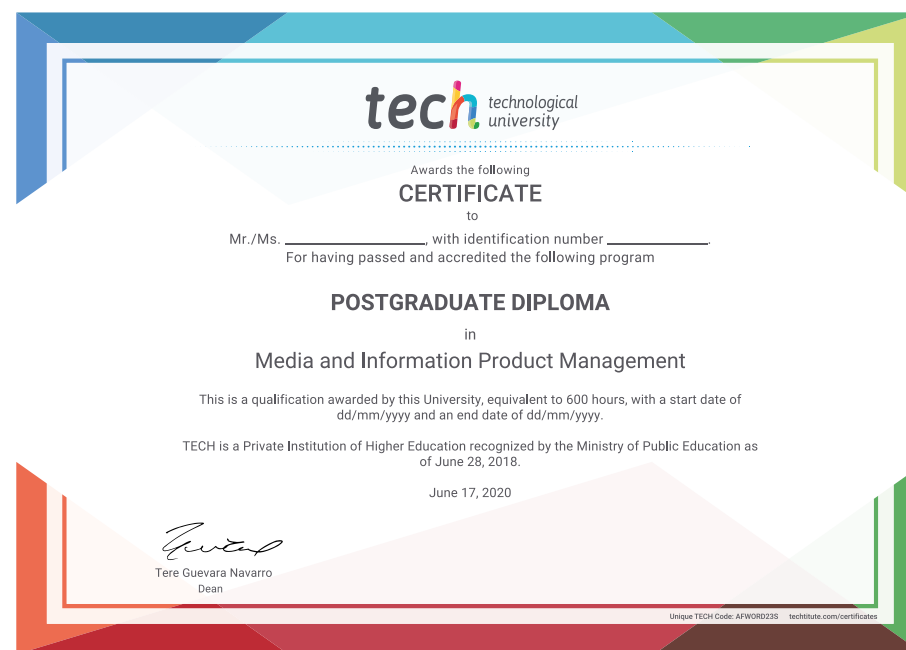 tech technological
university
Awards the following
CERTIFICATE
to
Mr./Ms. ____________________, with identification number ______________.
For having passed and accredited the following program
POSTGRADUATE DIPLOMA
in
Media and Information Product Management
This is a qualification awarded by this University, equivalent to 600 hours, with a start date of
dd/mm/yyyy and an end date of dd/mm/yyyy.
TECH is a Private Institution of Higher Education recognized by the Ministry of Public Education as
of June 28, 2018.
June 17, 2020
Tere Guevara Navarro
Dean
Unique TECH Code: AFWORD23S techtitute.com/certificates